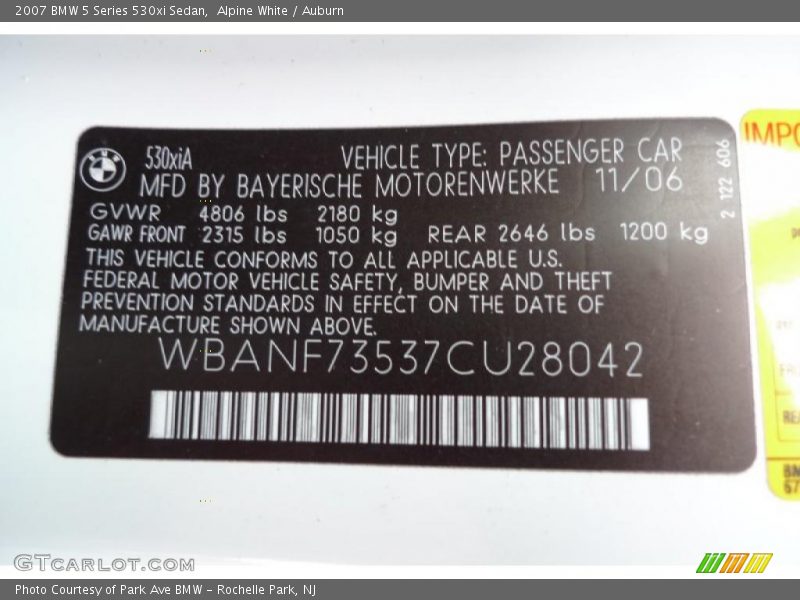 2007 BMW 5 Series 530xi Sedan, Alpine White / Auburn
530xiA VEHICLE TYPE: PASSENGER CAR
MFD BY BAYERISCHE MOTORENWERKE 11/06
GVWR 4806 lbs 2180 kg
GAWR FRONT 2315 lbs 1050 kg REAR 2646 lbs 1200 kg
THIS VEHICLE CONFORMS TO ALL APPLICABLE U.S.
FEDERAL MOTOR VEHICLE SAFETY, BUMPER AND THEFT
PREVENTION STANDARDS IN EFFECT ON THE DATE OF
MANUFACTURE SHOWN ABOVE.
WBANF73537CU28042
2 122 606
BMW
IMPO
GTCARLOT.COM
Photo Courtesy of Park Ave BMW - Rochelle Park, NJ